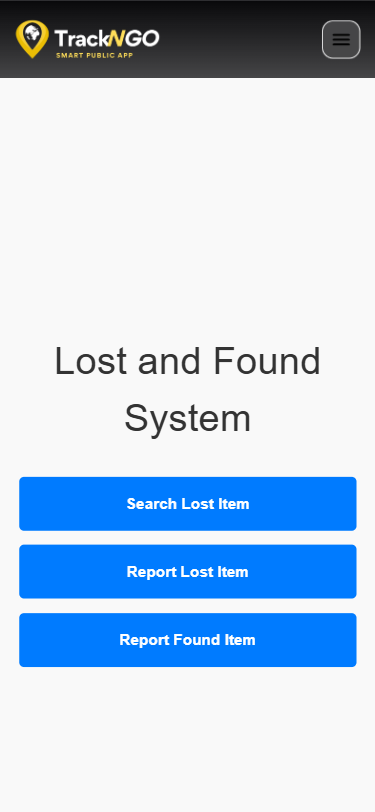 TrackNGO
SMART PUBLIC APP
Lost and Found
System
Search Lost Item
Report Lost Item
Report Found Item